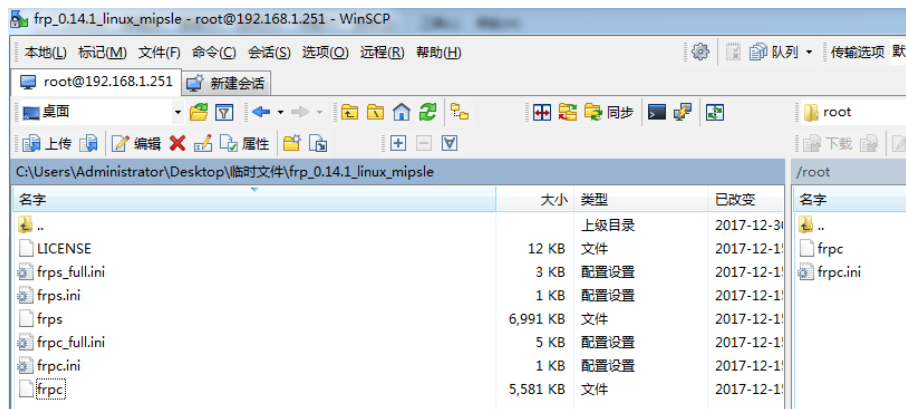 frp_0.14.1_linux_mipsle - root@192.168.1.251 - WinSCP
本地(L) 标记(M) 文件(F) 命令(C) 会话(S) 选项(O) 远程(R) 帮助(H) 队列 传输选项 默
root@192.168.1.251 新建会话
桌面 同步 root
上传 编辑 属性 下载
C:\Users\Administrator\Desktop\临时文件\frp_0.14.1_linux_mipsle /root
名字 大小 类型 已改变 名字
.. 上级目录 2017-12-30 ..
LICENSE 12 KB 文件 2017-12-1 frpc
frps_full.ini 3 KB 配置设置 2017-12-1 frpc.ini
frps.ini 1 KB 配置设置 2017-12-1
frps 6,991 KB 文件 2017-12-1
frpc_full.ini 5 KB 配置设置 2017-12-1
frpc.ini 1 KB 配置设置 2017-12-1
frpc 5,581 KB 文件 2017-12-1